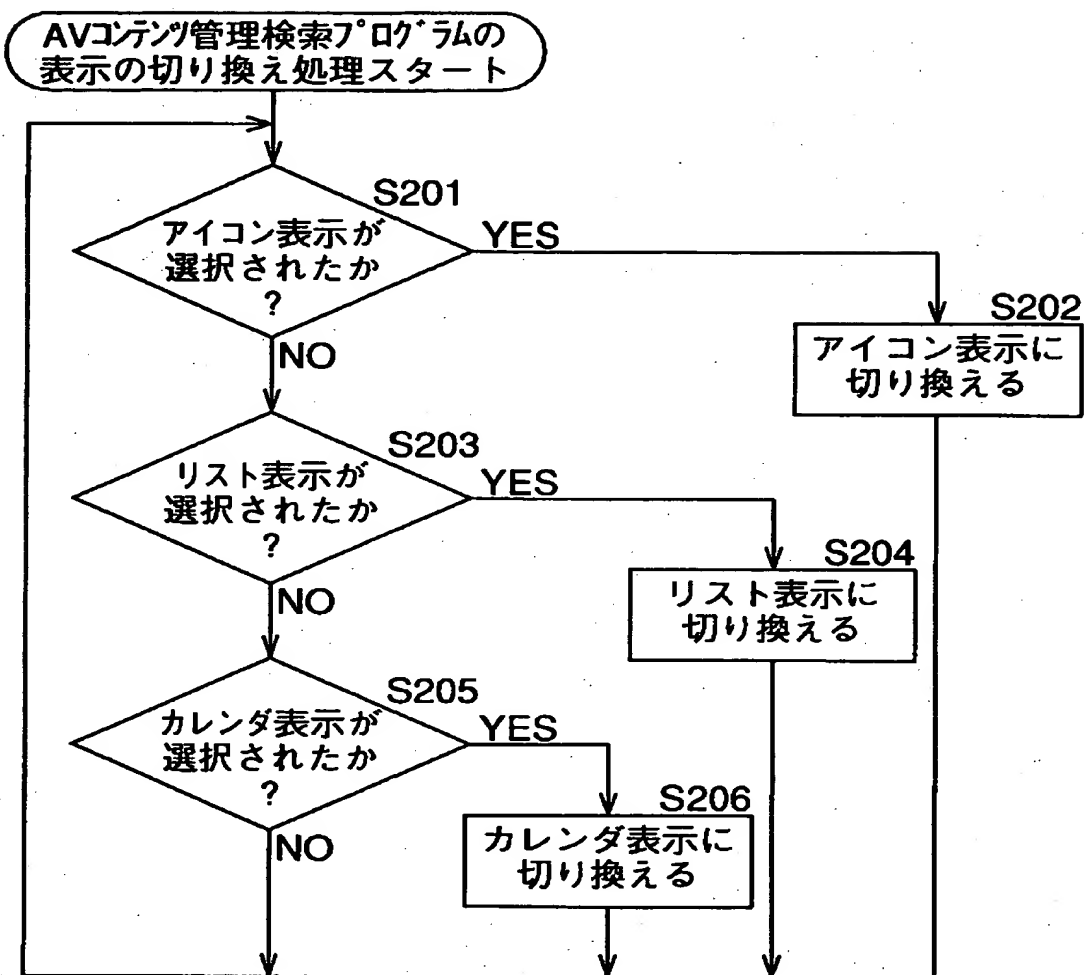 AVコンテンツ管理検索プログラムの
表示の切り換え処理スタート
S201
アイコン表示が
選択されたか
?
YES
NO
S202
アイコン表示に
切り換える
S203
リスト表示が
選択されたか
?
YES
NO
S204
リスト表示に
切り換える
S205
カレンダ表示が
選択されたか
?
YES
NO
S206
カレンダ表示に
切り換える